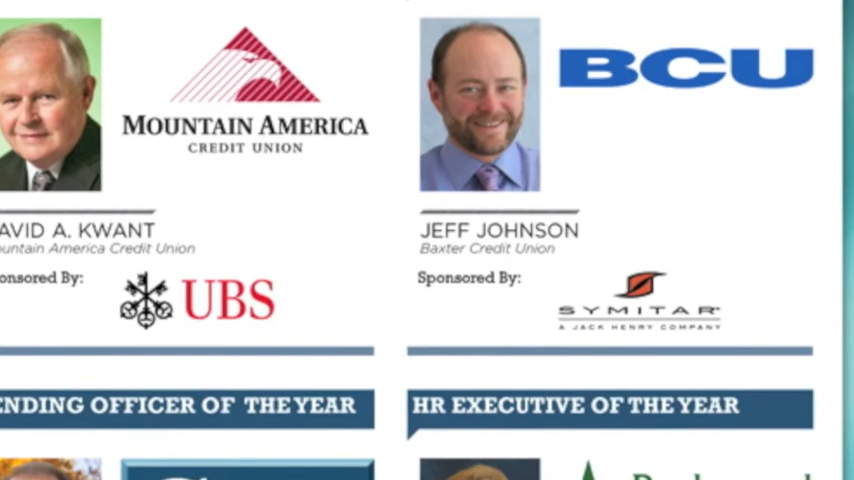 MOUNTAIN AMERICA
CREDIT UNION
AVID A. KWANT
ountain America Credit Union
onsored By:
UBS
BCU
JEFF JOHNSON
Baxter Credit Union
Sponsored By:
SYMITAR®
A JACK HENRY COMPANY
ENDING OFFICER OF THE YEAR
HR EXECUTIVE OF THE YEAR